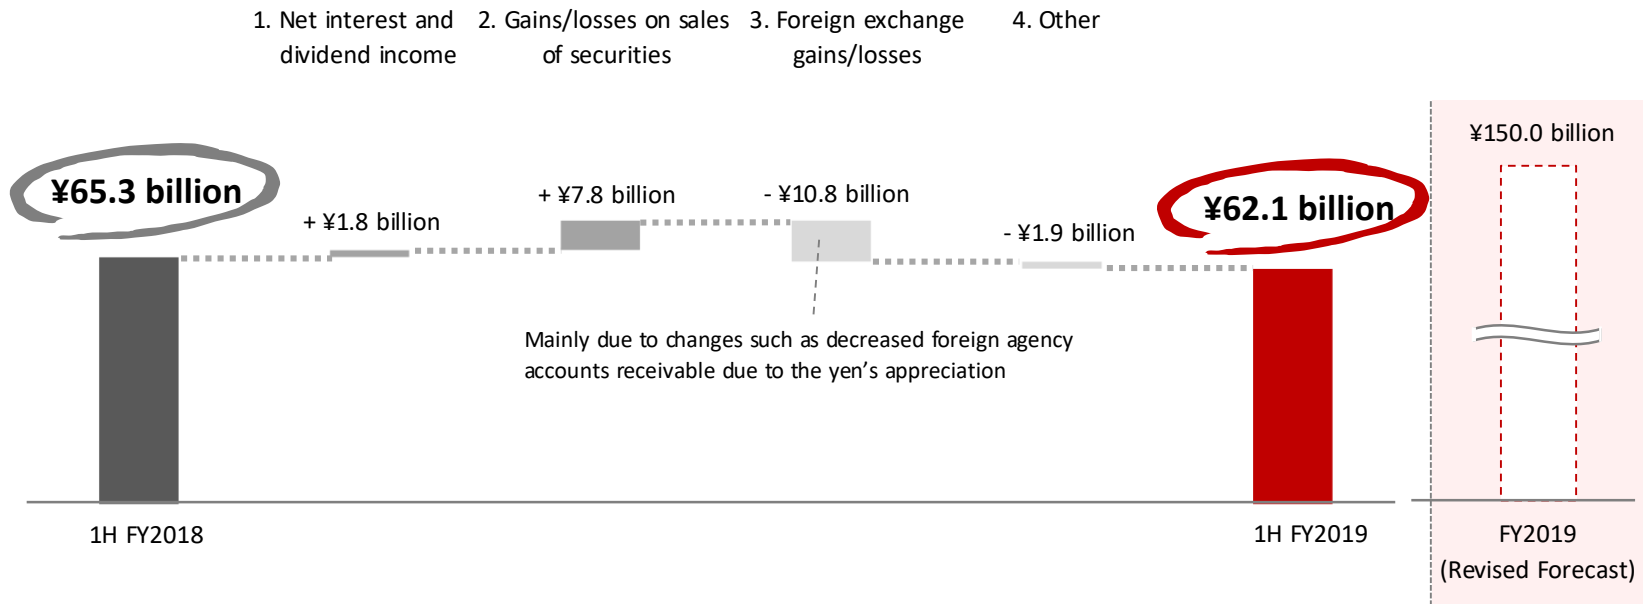 1. Net interest and
dividend income
2. Gains/losses on sales
of securities
3. Foreign exchange
gains/losses
4. Other
¥65.3 billion
+ ¥1.8 billion
+ ¥7.8 billion
- ¥10.8 billion
- ¥1.9 billion
¥62.1 billion
¥150.0 billion
Mainly due to changes such as decreased foreign agency
accounts receivable due to the yen’s appreciation
1H FY2018
1H FY2019
FY2019
(Revised Forecast)